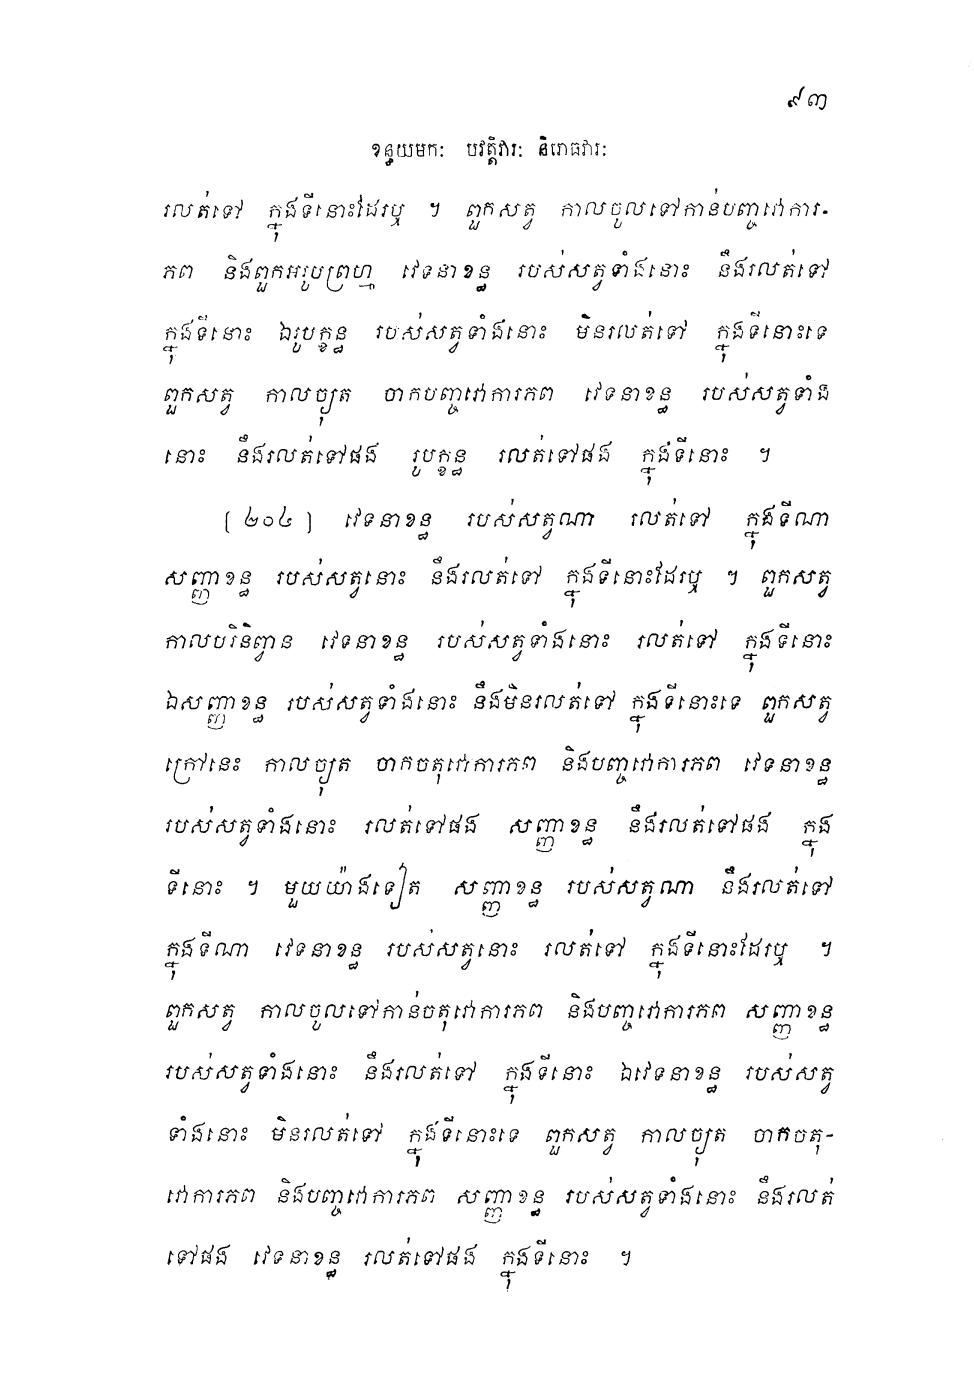 ៩៣
ខន្ធយមកៈ បវត្តិវារៈ និរោធវារៈ
រលត់ទៅ ក្នុងទីនោះដែរឬ ។ ពួកសត្វ កាលចូលទៅកាន់បញ្ចវោការ-
ភព និងពួកអរូបព្រហ្ម វេទនាខន្ធ របស់សត្វទាំងនោះ នឹងរលត់ទៅ
ក្នុងទីនោះ ឯរូបក្ខន្ធ របស់សត្វទាំងនោះ មិនរលត់ទៅ ក្នុងទីនោះទេ
ពួកសត្វ កាលច្យុត ចាកបញ្ចវោការភព វេទនាខន្ធ របស់សត្វទាំង
នោះ នឹងរលត់ទៅផង រូបក្ខន្ធ រលត់ទៅផង ក្នុងទីនោះ ។
[ ២០៤ ] វេទនាខន្ធ របស់សត្វណា រលត់ទៅ ក្នុងទីណា
សញ្ញាខន្ធ របស់សត្វនោះ នឹងរលត់ទៅ ក្នុងទីនោះដែរឬ ។ ពួកសត្វ
កាលបរិនិព្វាន វេទនាខន្ធ របស់សត្វទាំងនោះ រលត់ទៅ ក្នុងទីនោះ
ឯសញ្ញាខន្ធ របស់សត្វទាំងនោះ នឹងមិនរលត់ទៅ ក្នុងទីនោះទេ ពួកសត្វ
ក្រៅនេះ កាលច្យុត ចាកចតុវោការភព និងបញ្ចវោការភព វេទនាខន្ធ
របស់សត្វទាំងនោះ រលត់ទៅផង សញ្ញាខន្ធ នឹងរលត់ទៅផង ក្នុង
ទីនោះ ។ មួយយ៉ាងទៀត សញ្ញាខន្ធ របស់សត្វណា នឹងរលត់ទៅ
ក្នុងទីណា វេទនាខន្ធ របស់សត្វនោះ រលត់ទៅ ក្នុងទីនោះដែរឬ ។
ពួកសត្វ កាលចូលទៅកាន់ចតុវោការភព និងបញ្ចវោការភព សញ្ញាខន្ធ
របស់សត្វទាំងនោះ នឹងរលត់ទៅ ក្នុងទីនោះ ឯវេទនាខន្ធ របស់សត្វ
ទាំងនោះ មិនរលត់ទៅ ក្នុងទីនោះទេ ពួកសត្វ កាលច្យុត ចាកចតុ-
វោការភព និងបញ្ចវោការភព សញ្ញាខន្ធ របស់សត្វទាំងនោះ នឹងរលត់
ទៅផង វេទនាខន្ធ រលត់ទៅផង ក្នុងទីនោះ ។